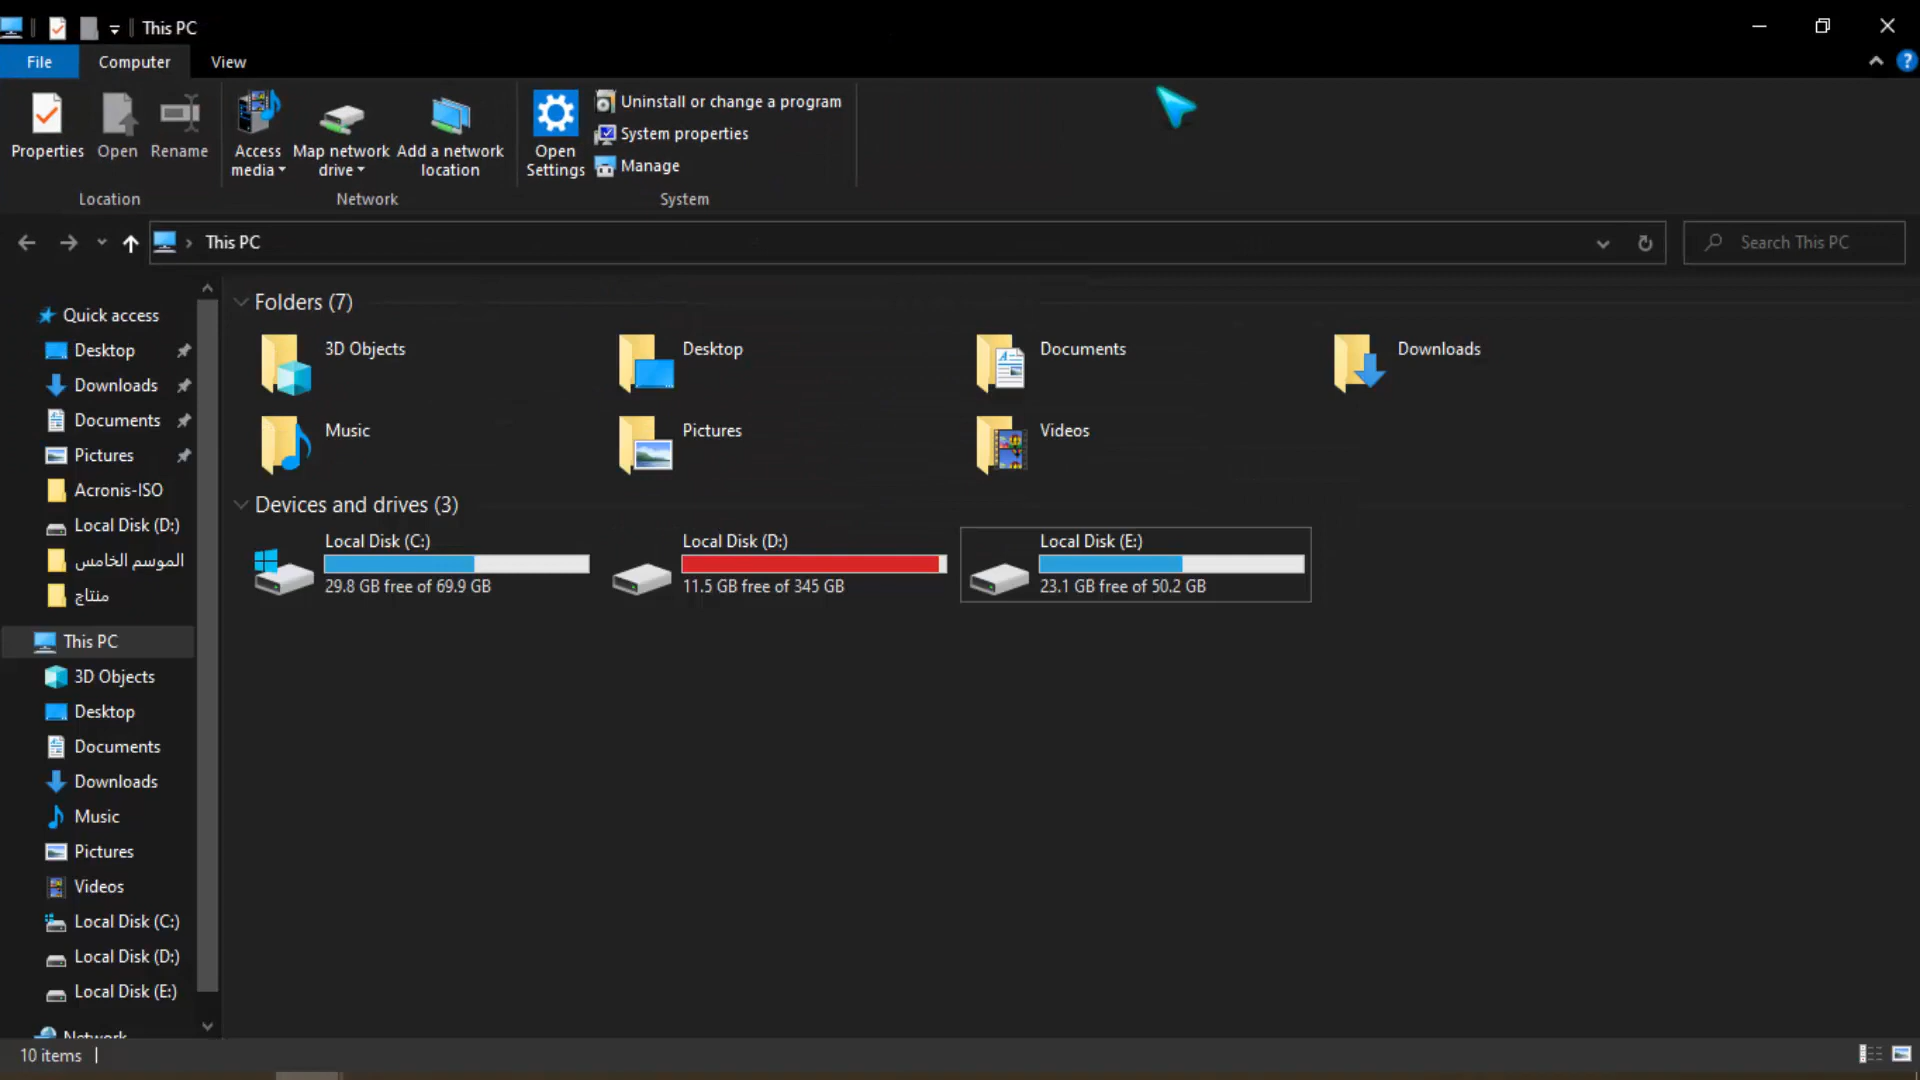 This PC
File
Computer
View
Properties
Open
Rename
Access
media
Map network
drive
Add a network
location
Open
Settings
Uninstall or change a program
System properties
Manage
Location
Network
System
This PC
Search This PC
Quick access
Desktop
Downloads
Documents
Pictures
Acronis-ISO
Local Disk (D:)
الموسم الخامس
منتاج
This PC
3D Objects
Desktop
Documents
Downloads
Music
Pictures
Videos
Local Disk (C:)
Local Disk (D:)
Local Disk (E:)
Network
Folders (7)
3D Objects
Desktop
Documents
Downloads
Music
Pictures
Videos
Devices and drives (3)
Local Disk (C:)
29.8 GB free of 69.9 GB
Local Disk (D:)
11.5 GB free of 345 GB
Local Disk (E:)
23.1 GB free of 50.2 GB
10 items